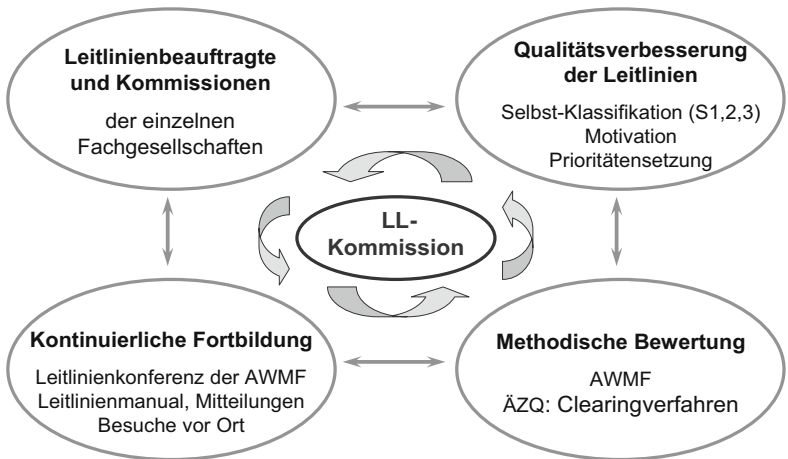 Leitlinienbeauftragte
und Kommissionen
der einzelnen
Fachgesellschaften
Qualitätsverbesserung
der Leitlinien
Selbst-Klassifikation (S1,2,3)
Motivation
Prioritätensetzung
LL-
Kommission
Kontinuierliche Fortbildung
Leitlinienkonferenz der AWMF
Leitlinienmanual, Mitteilungen
Besuche vor Ort
Methodische Bewertung
AWMF
ÄZQ: Clearingverfahren